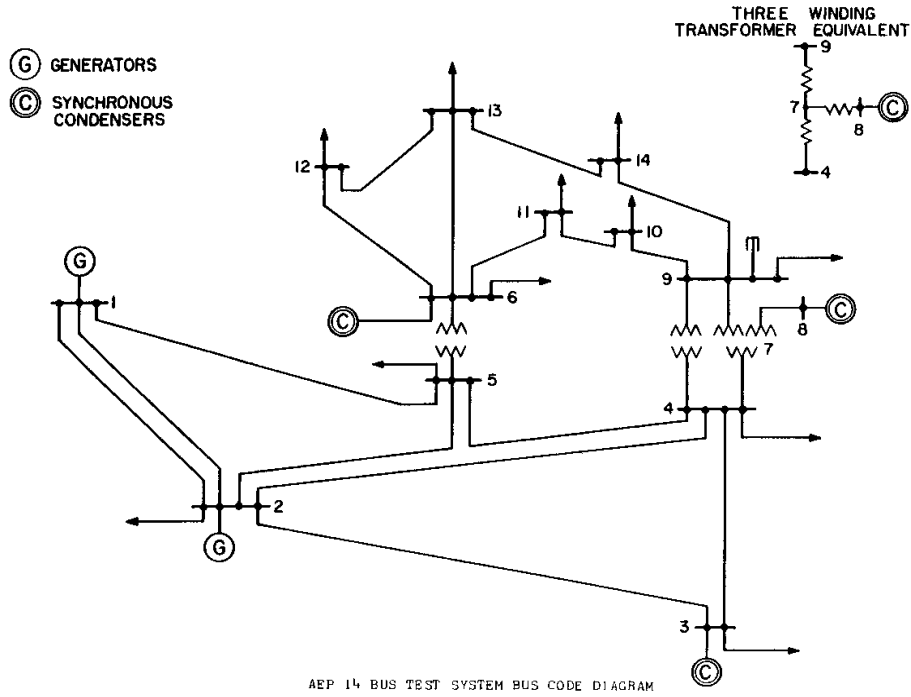 THREE WINDING
TRANSFORMER EQUIVALENT
9
G GENERATORS
C SYNCHRONOUS
CONDENSERS
7
C
8
4
13
12
14
11
10
G
1
6
9
C
C
8
7
5
4
2
G
3
C
AEP 14 BUS TEST SYSTEM BUS CODE DIAGRAM